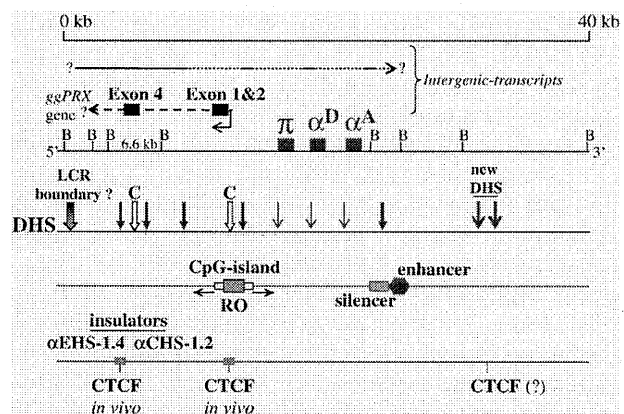 0 kb 40 kb
? ?
Intergenic-transcripts
ggPRX gene ? Exon 4 Exon 1&2
π α^D α^A
B B B B B B B B
5' 6.6 kb 3'
LCR boundary ? C C new DHS
DHS
CpG-island
enhancer
RO silencer
insulators
αEHS-1.4 αCHS-1.2
CTCF CTCF CTCF (?)
in vivo in vivo